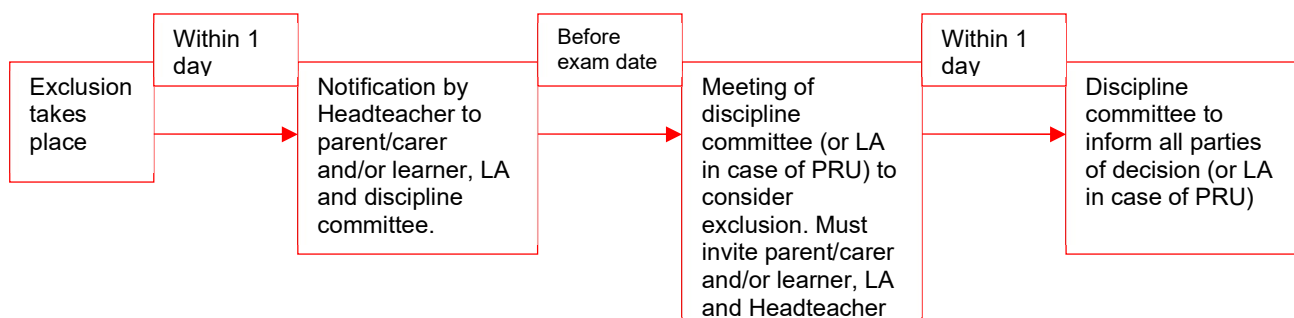 Exclusion
takes
place
Within 1
day
Notification by
Headteacher to
parent/carer
and/or learner, LA
and discipline
committee.
Before
exam date
Meeting of
discipline
committee (or LA
in case of PRU) to
consider
exclusion. Must
invite parent/carer
and/or learner, LA
and Headteacher
Within 1
day
Discipline
committee to
inform all parties
of decision (or LA
in case of PRU)